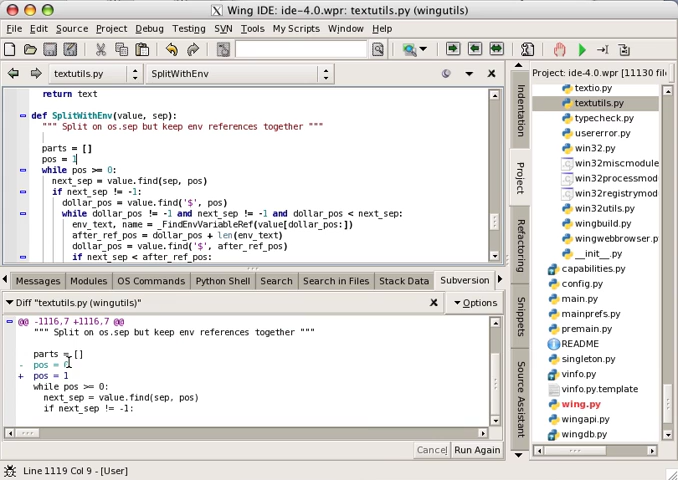 Wing IDE: ide-4.0.wpr: textutils.py (wingutils)
File Edit Source Project Debug Testing SVN Tools My Scripts Window Help
textutils.py SplitWithEnv
return text
def SplitWithEnv(value, sep):
""" Split on os.sep but keep env references together """
parts = []
pos = 1
while pos >= 0:
next_sep = value.find(sep, pos)
if next_sep != -1:
dollar_pos = value.find('$', pos)
while dollar_pos != -1 and next_sep != -1 and dollar_pos < next_sep:
env_text, name = _FindEnvVariableRef(value[dollar_pos:])
after_ref_pos = dollar_pos + len(env_text)
dollar_pos = value.find('$', after_ref_pos)
if next_sep < after_ref_pos:
Messages Modules OS Commands Python Shell Search Search in Files Stack Data Subversion
Diff "textutils.py (wingutils)"
Options
@@ -1116,7 +1116,7 @@
""" Split on os.sep but keep env references together """
parts = []
- pos = 0
+ pos = 1
while pos >= 0:
next_sep = value.find(sep, pos)
if next_sep != -1:
Cancel Run Again
Line 1119 Col 9 - [User]
Indentation
Project
Refactoring
Snippets
Source Assistant
Project: ide-4.0.wpr [11130 fil
textio.py
textutils.py
typecheck.py
usererror.py
win32.py
win32miscmodule
win32processmod
win32registrymod
win32utils.py
wingbuild.py
wingwebbrowser.p
__init__.py
capabilities.py
config.py
main.py
mainprefs.py
premain.py
README
singleton.py
vinfo.py
vinfo.py.template
wing.py
wingapi.py
wingdb.py